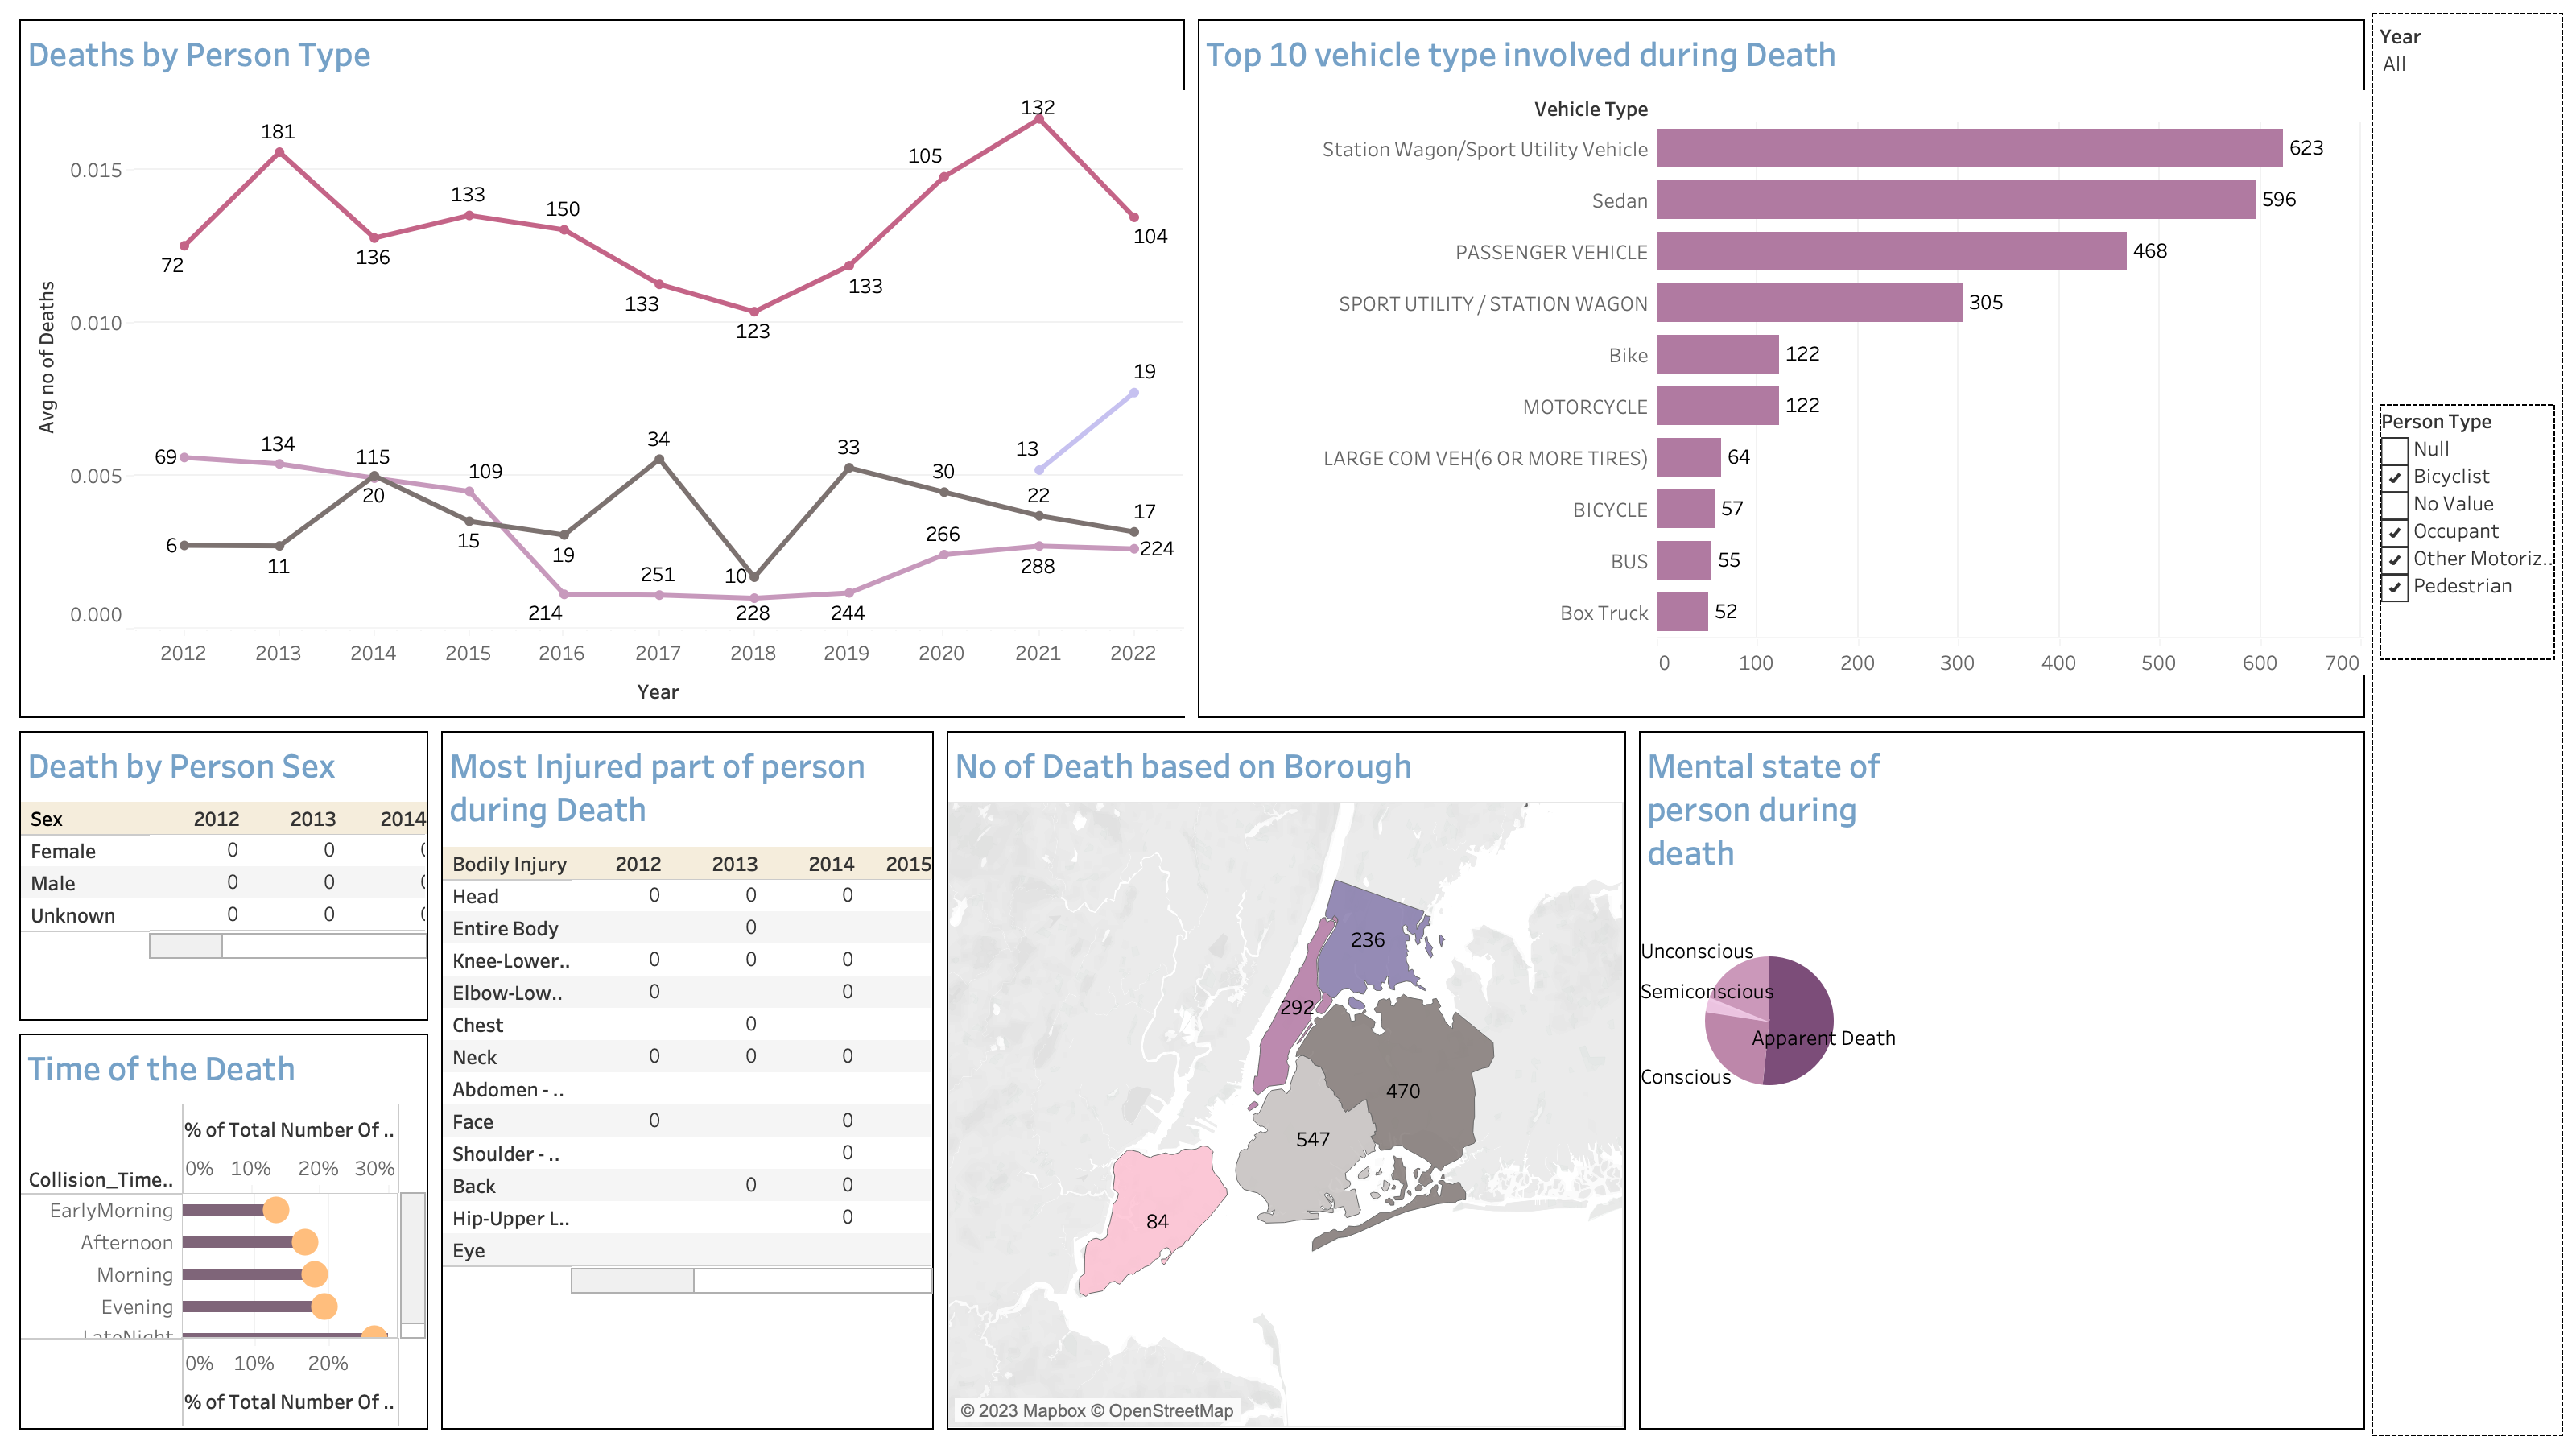 Deaths by Person Type
132
181
105
0.015
133
150
136
72
104
133
133
0.010
123
19
34
33
134
13
69
115
109
30
0.005
20
22
17
6
15
266
19
224
11
251
10
288
0.000
214
228
244
Avg no of Deaths
2012 2013 2014 2015 2016 2017 2018 2019 2020 2021 2022
Year
Top 10 vehicle type involved during Death
Vehicle Type
Station Wagon/Sport Utility Vehicle 623
Sedan 596
PASSENGER VEHICLE 468
SPORT UTILITY / STATION WAGON 305
Bike 122
MOTORCYCLE 122
LARGE COM VEH(6 OR MORE TIRES) 64
BICYCLE 57
BUS 55
Box Truck 52
0 100 200 300 400 500 600 700
Year
All
Person Type
Null
Bicyclist
No Value
Occupant
Other Motoriz..
Pedestrian
Death by Person Sex
Sex 2012 2013 2014
Female 0 0
Male 0 0
Unknown 0 0
Time of the Death
% of Total Number Of ..
0% 10% 20% 30%
Collision_Time..
EarlyMorning
Afternoon
Morning
Evening
LateNight
0% 10% 20%
% of Total Number Of ..
Most Injured part of person
during Death
Bodily Injury 2012 2013 2014 2015
Head 0 0 0
Entire Body 0
Knee-Lower.. 0 0 0
Elbow-Low.. 0 0
Chest 0
Neck 0 0 0
Abdomen - ..
Face 0 0
Shoulder - .. 0
Back 0 0
Hip-Upper L.. 0
Eye
No of Death based on Borough
236
292
470
547
84
© 2023 Mapbox © OpenStreetMap
Mental state of
person during
death
Unconscious
Semiconscious
Apparent Death
Conscious